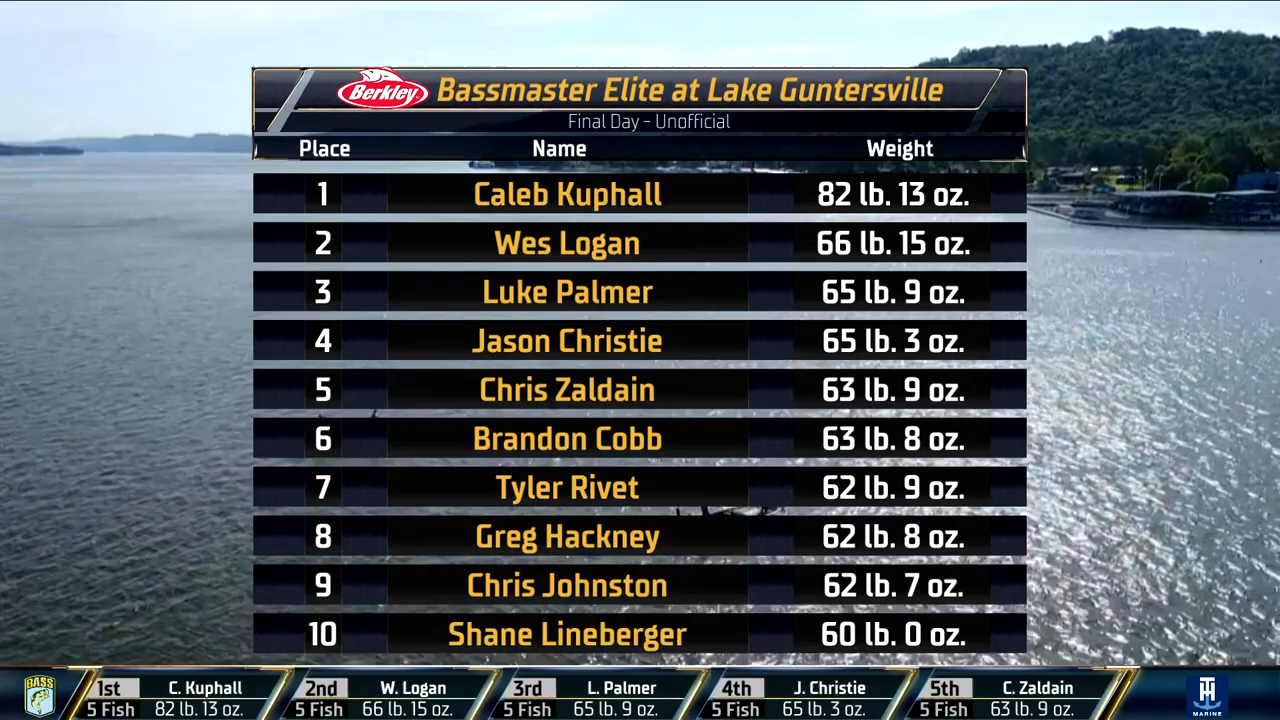 Berkley Bassmaster Elite at Lake Guntersville
Final Day – Unofficial
Place Name Weight
1 Caleb Kuphall 82 lb. 13 oz.
2 Wes Logan 66 lb. 15 oz.
3 Luke Palmer 65 lb. 9 oz.
4 Jason Christie 65 lb. 3 oz.
5 Chris Zaldain 63 lb. 9 oz.
6 Brandon Cobb 63 lb. 8 oz.
7 Tyler Rivet 62 lb. 9 oz.
8 Greg Hackney 62 lb. 8 oz.
9 Chris Johnston 62 lb. 7 oz.
10 Shane Lineberger 60 lb. 0 oz.
BASS
1st C. Kuphall
5 Fish 82 lb. 13 oz.
2nd W. Logan
5 Fish 66 lb. 15 oz.
3rd L. Palmer
5 Fish 65 lb. 9 oz.
4th J. Christie
5 Fish 65 lb. 3 oz.
5th C. Zaldain
5 Fish 63 lb. 9 oz.
TH
MARINE